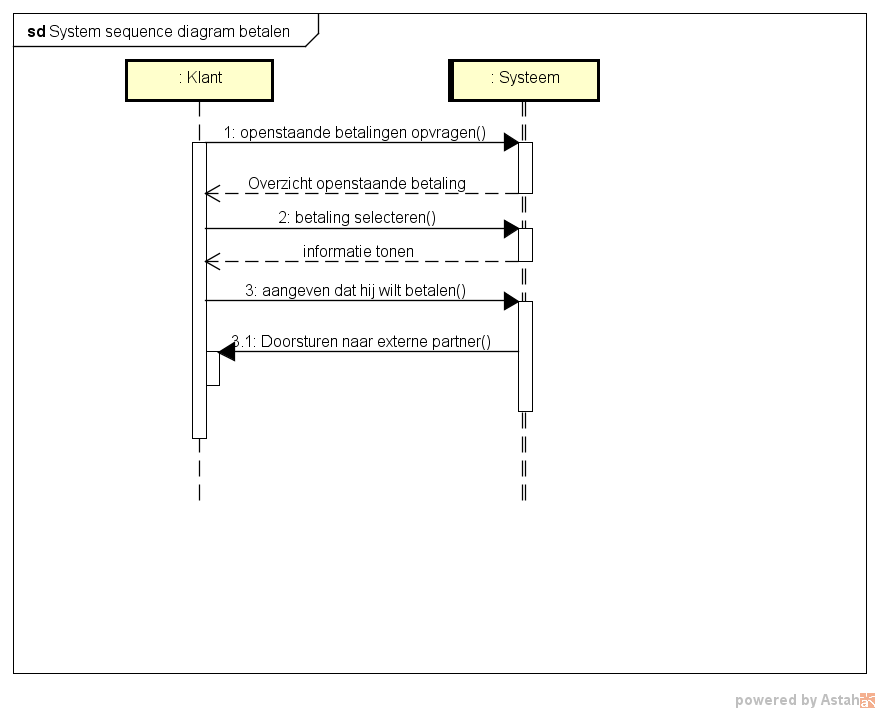 sd System sequence diagram betalen
: Klant
: Systeem
1: openstaande betalingen opvragen()
Overzicht openstaande betaling
2: betaling selecteren()
informatie tonen
3: aangeven dat hij wilt betalen()
3.1: Doorsturen naar externe partner()
powered by Astah